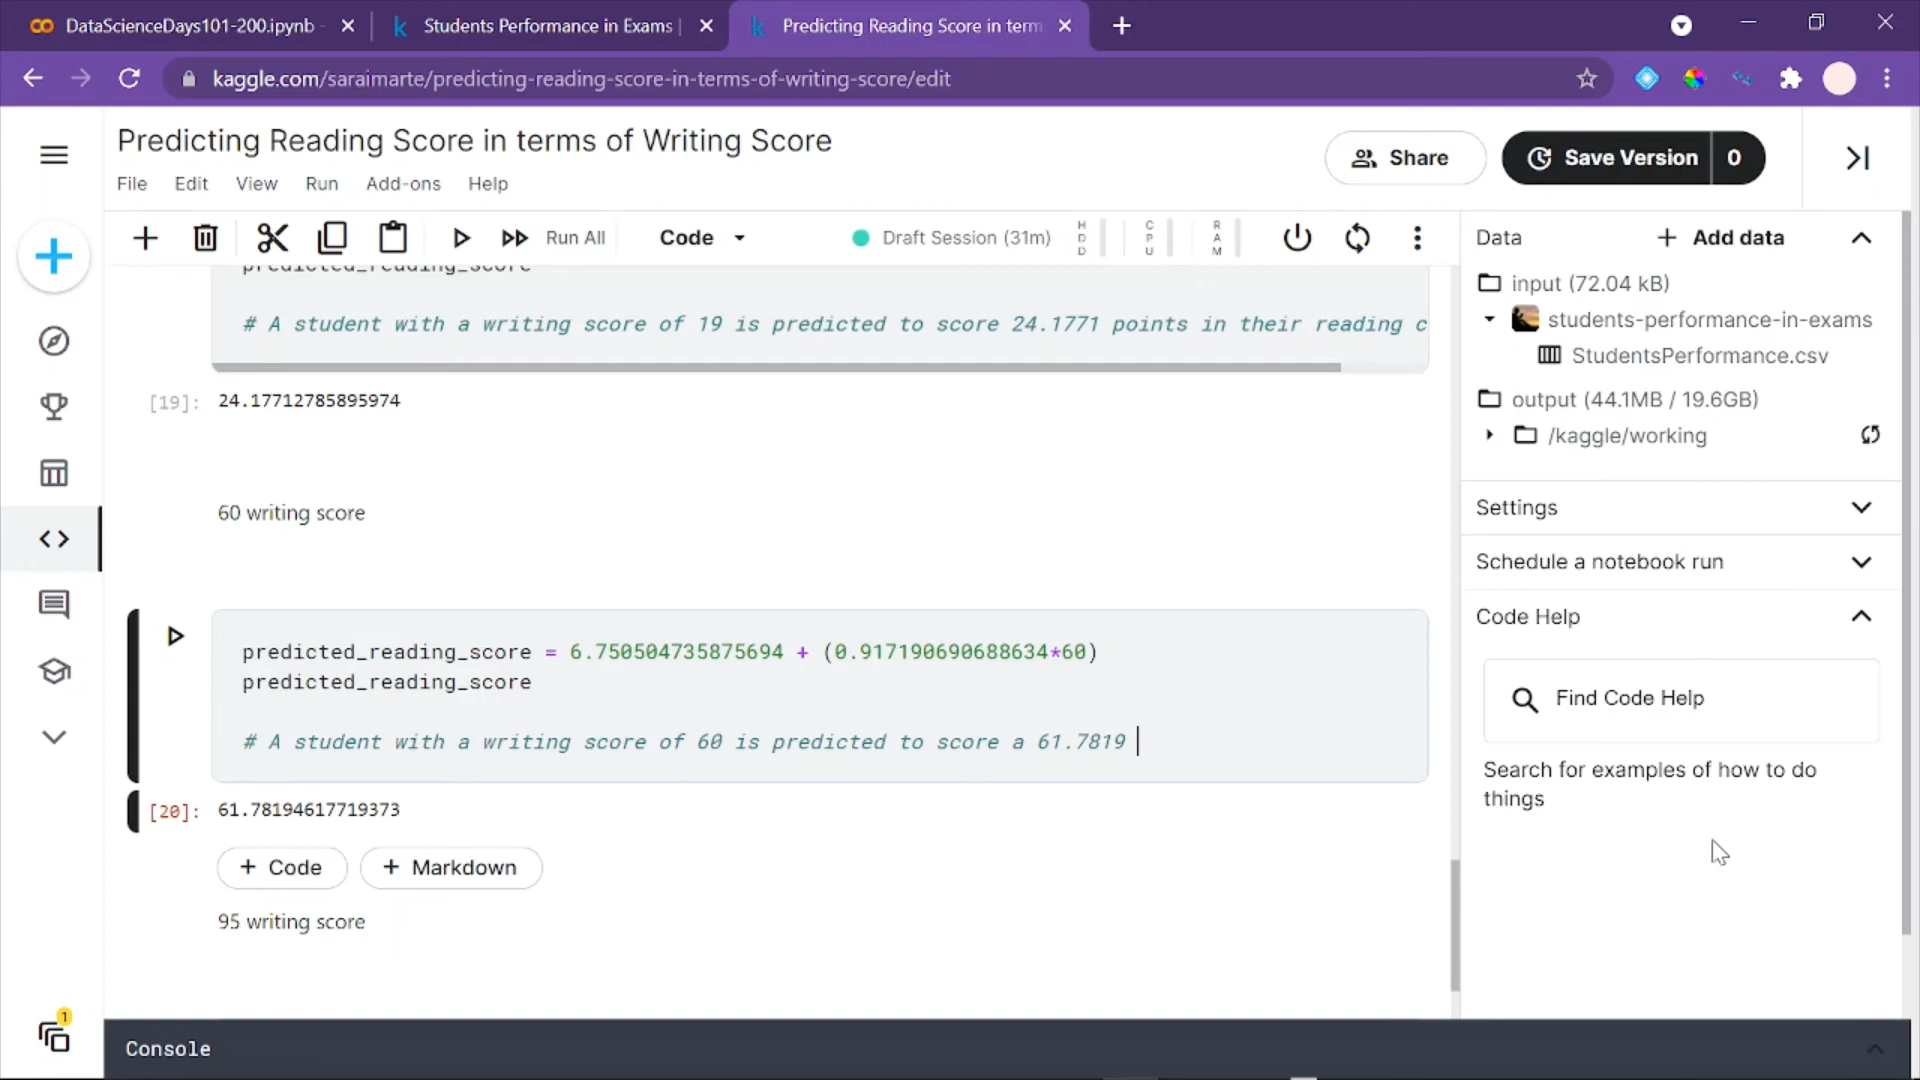 DataScienceDays101-200.ipynb -
Students Performance in Exams |
Predicting Reading Score in term
kaggle.com/saraimarte/predicting-reading-score-in-terms-of-writing-score/edit
Predicting Reading Score in terms of Writing Score
Share
Save Version 0
File Edit View Run Add-ons Help
Run All
Code
Draft Session (31m)
HDD
CPU
RAM
Data
+ Add data
predicted_reading_score
# A student with a writing score of 19 is predicted to score 24.1771 points in their reading c
[19]: 24.17712785895974
60 writing score
predicted_reading_score = 6.750504735875694 + (0.917190690688634*60)
predicted_reading_score
# A student with a writing score of 60 is predicted to score a 61.7819
[20]: 61.78194617719373
+ Code
+ Markdown
95 writing score
input (72.04 kB)
students-performance-in-exams
StudentsPerformance.csv
output (44.1MB / 19.6GB)
/kaggle/working
Settings
Schedule a notebook run
Code Help
Find Code Help
Search for examples of how to do
things
1
Console